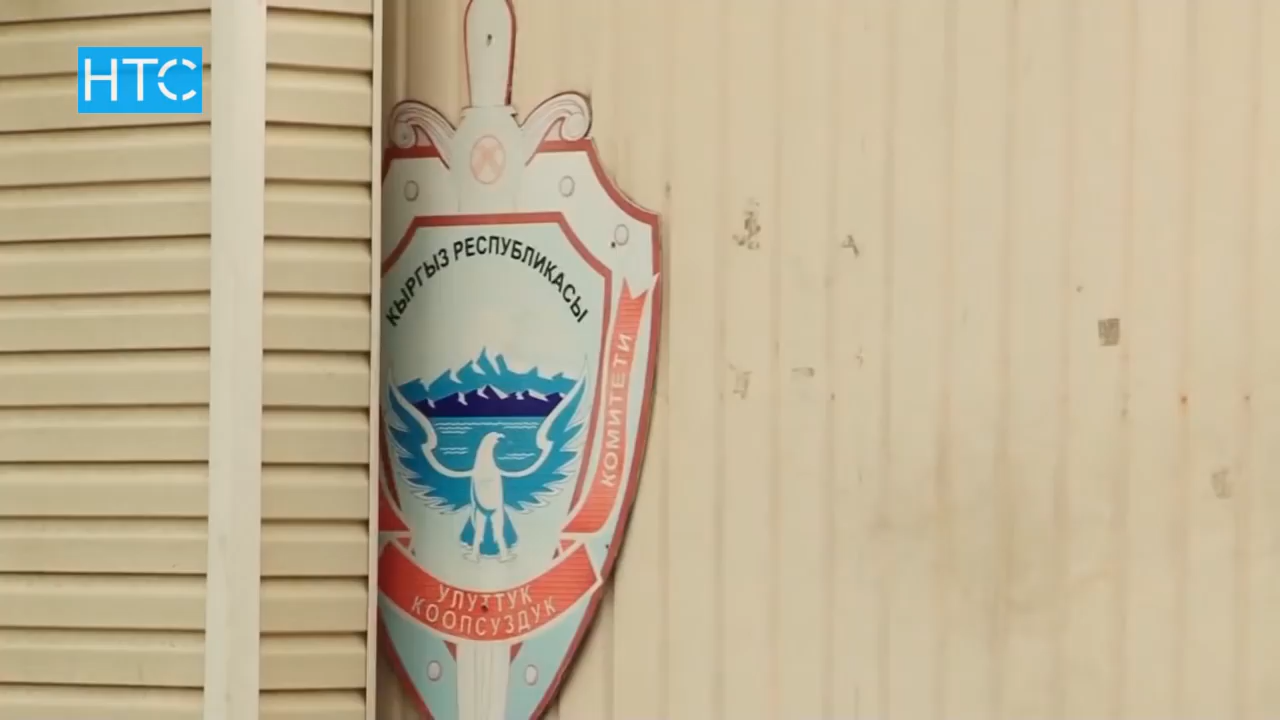 НТС
КЫРГЫЗ РЕСПУБЛИКАСЫ
КОМИТЕТИ
УЛУТТУК
КООПСУЗДУК